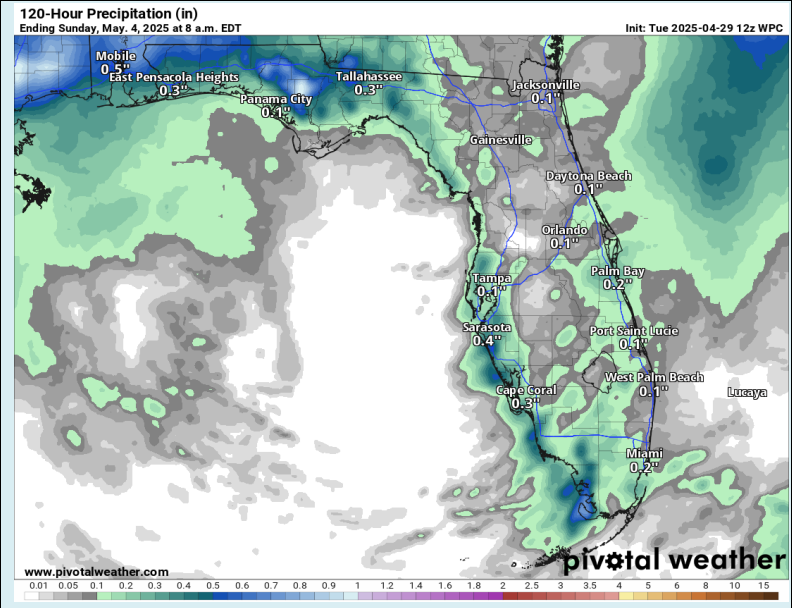 120-Hour Precipitation (in)
Ending Sunday, May. 4, 2025 at 8 a.m. EDT
Init: Tue 2025-04-29 12z WPC
Mobile
0.5"
East Pensacola Heights
0.3"
Tallahassee
0.3"
Panama City
0.1"
Jacksonville
0.1"
Gainesville
Daytona Beach
0.1"
Orlando
0.1"
Tampa
0.1"
Palm Bay
0.2"
Sarasota
0.4"
Port Saint Lucie
0.1"
West Palm Beach
0.1"
Cape Coral
0.3"
Lucaya
Miami
0.2"
www.pivotalweather.com
pivotal weather
0.01 0.05 0.1 0.2 0.3 0.4 0.5 0.6 0.7 0.8 0.9 1 1.2 1.4 1.6 1.8 2 2.5 3 3.5 4 5 6 8 10 15